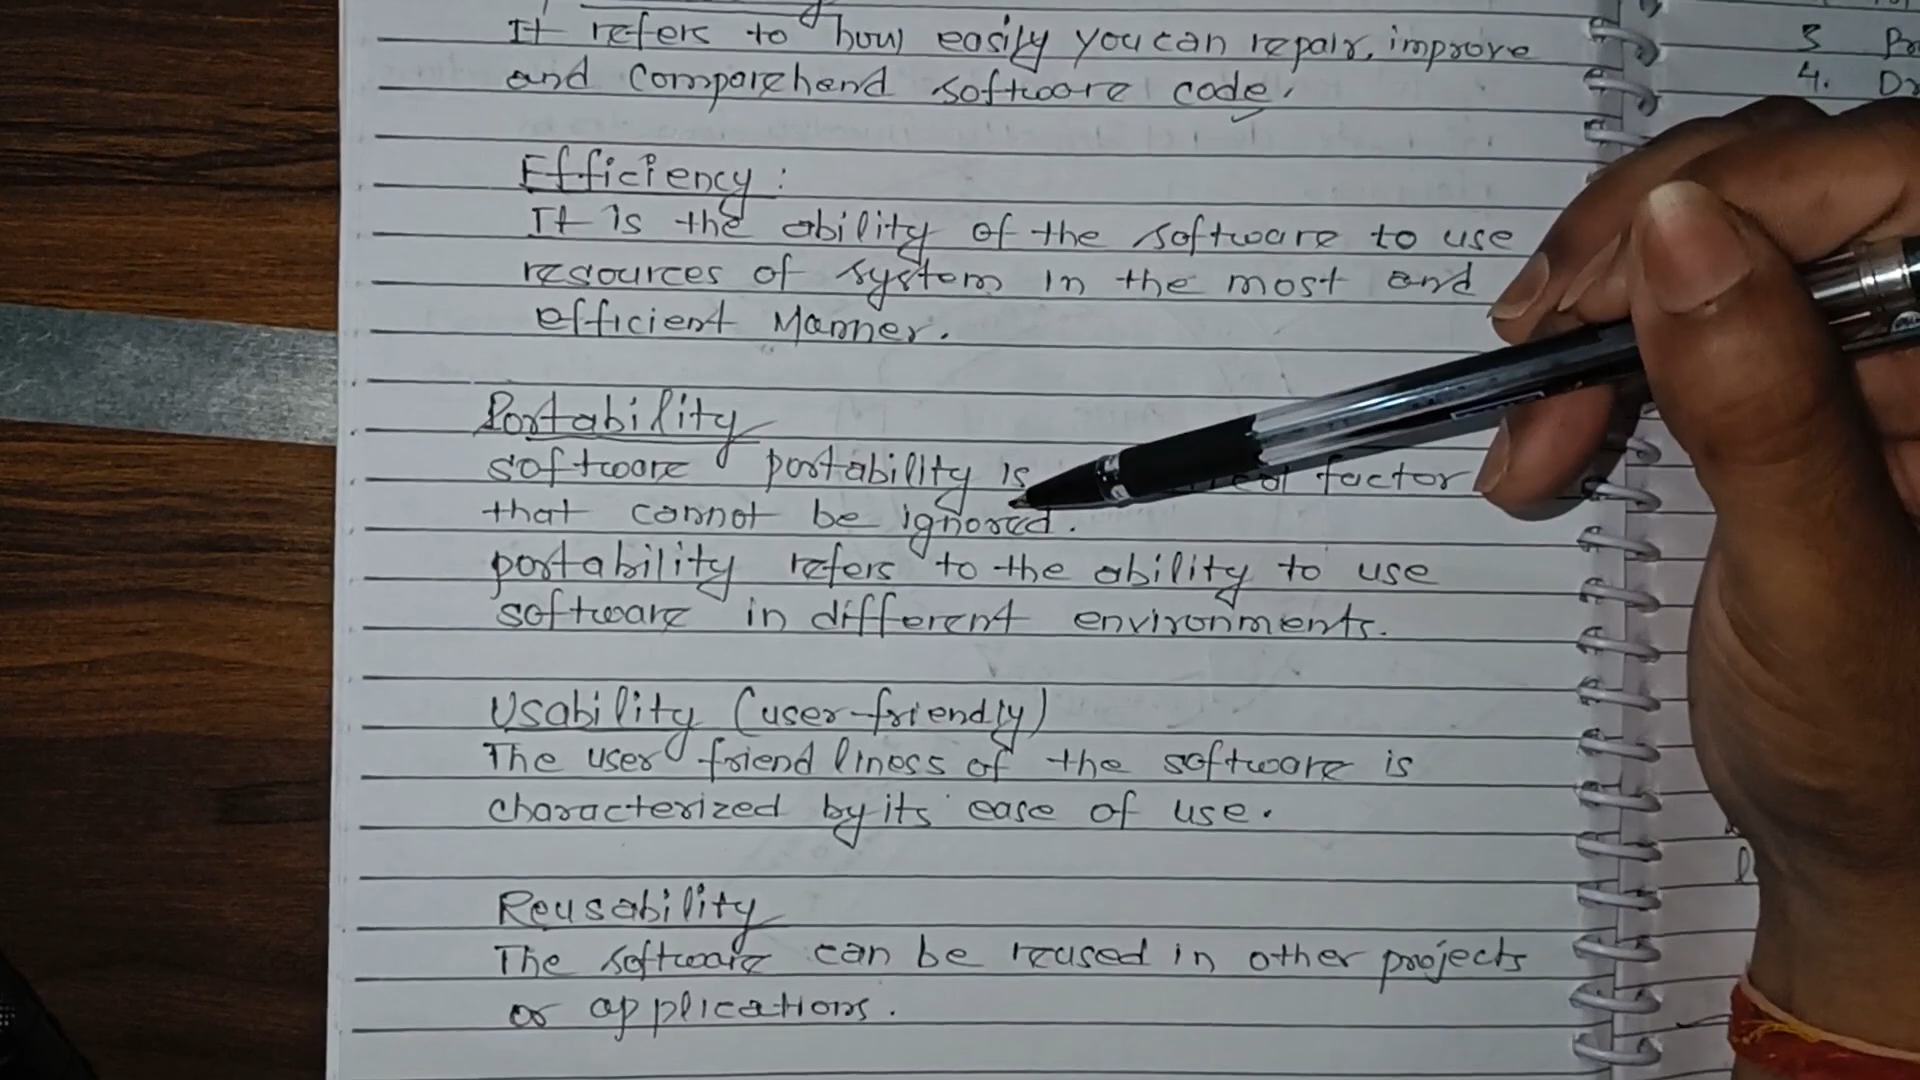 It refers to how easily you can repair, improve
and comparehend software code.
Efficiency :
It is the ability of the software to use
resources of system in the most and
efficient Manner.
Portability
software portability is factor
that cannot be ignored.
portability refers to the ability to use
software in different environments.
Usability (user-friendly)
The user friendliness of the software is
characterized by its ease of use.
Reusability
The software can be reused in other projects
or applications.
3
4.